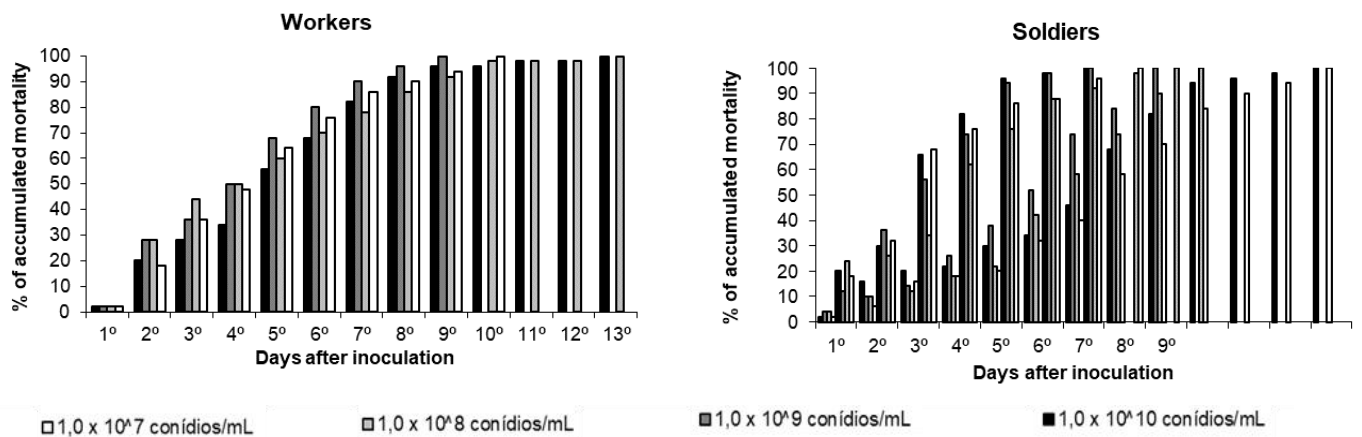 Workers
% of accumulated mortality
100
90
80
70
60
50
40
30
20
10
0
1º 2º 3º 4º 5º 6º 7º 8º 9º 10º 11º 12º 13º
Days after inoculation
Soldiers
% of accumulated mortality
100
90
80
70
60
50
40
30
20
10
0
1º 2º 3º 4º 5º 6º 7º 8º 9º
Days after inoculation
1,0 x 10^7 conídios/mL 1,0 x 10^8 conídios/mL 1,0 x 10^9 conídios/mL 1,0 x 10^10 conídios/mL